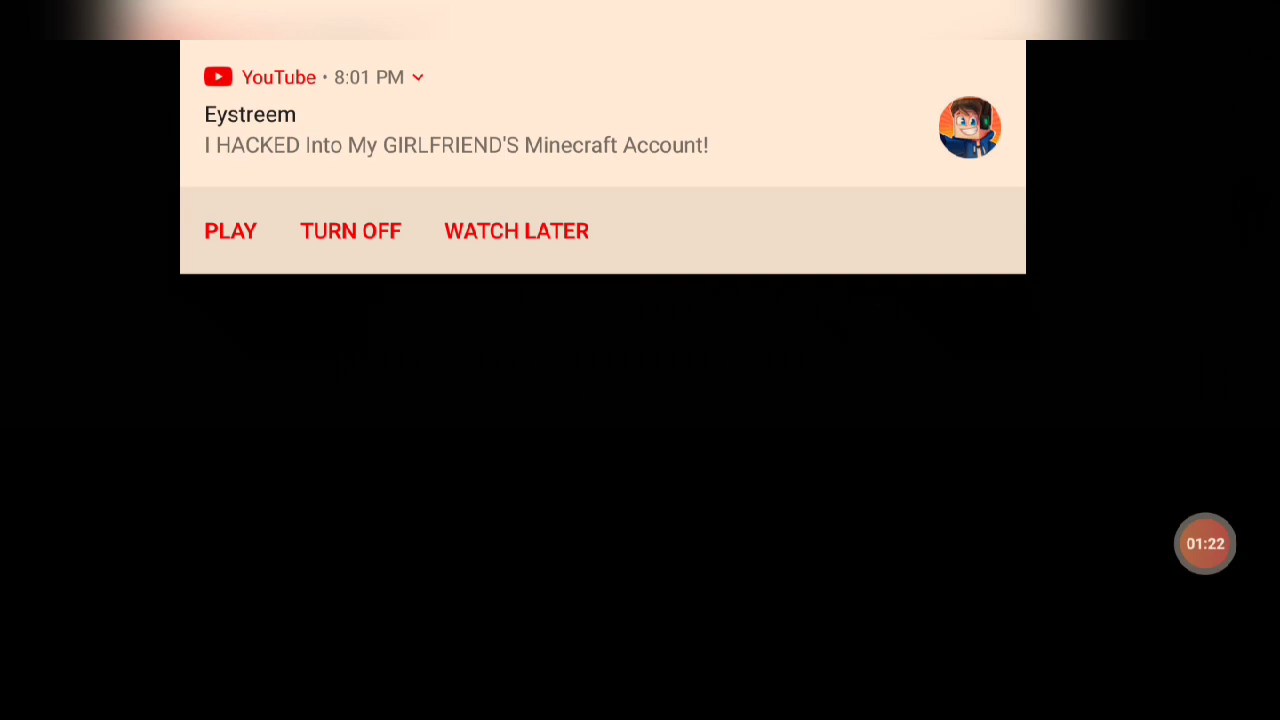 YouTube • 8:01 PM
Eystreem
I HACKED Into My GIRLFRIEND'S Minecraft Account!
PLAY TURN OFF WATCH LATER
01:22